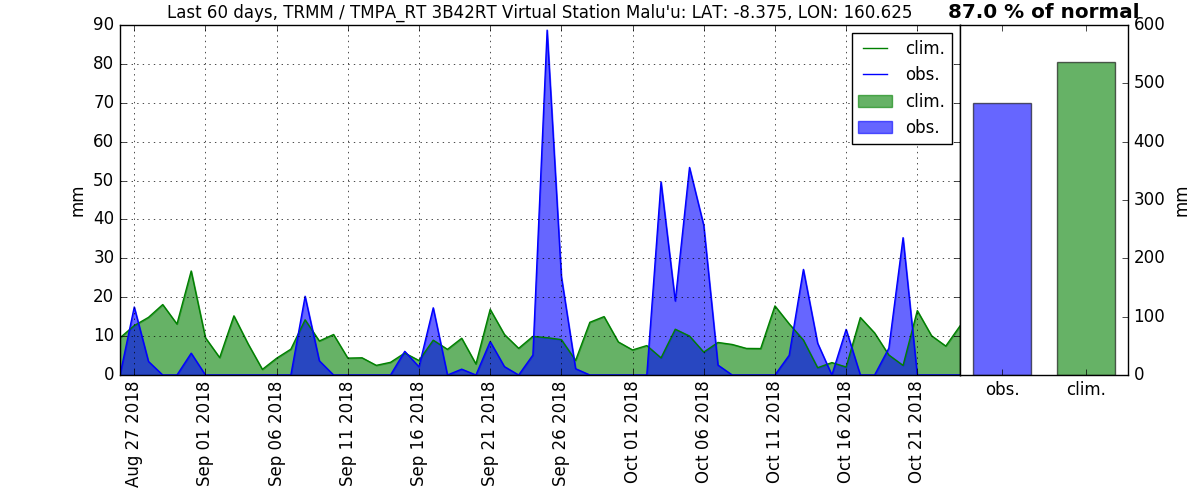 Last 60 days, TRMM / TMPA_RT 3B42RT Virtual Station Malu'u: LAT: -8.375, LON: 160.625
87.0 % of normal
90
80
70
60
50
40
30
20
10
0
mm
clim.
obs.
clim.
obs.
Aug 27 2018
Sep 01 2018
Sep 06 2018
Sep 11 2018
Sep 16 2018
Sep 21 2018
Sep 26 2018
Oct 01 2018
Oct 06 2018
Oct 11 2018
Oct 16 2018
Oct 21 2018
600
500
400
300
200
100
0
mm
obs.
clim.